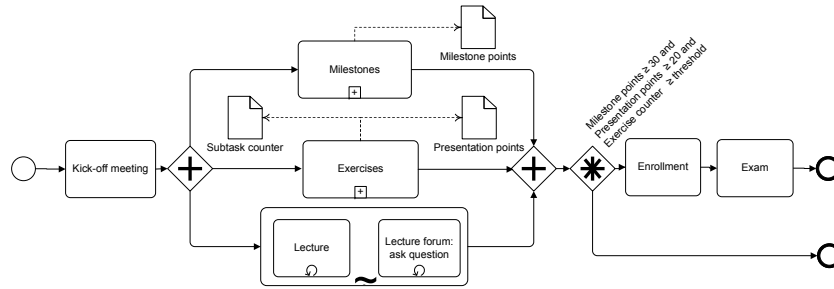 Milestone points ≥ 30 and
Presentation points ≥ 20 and
Exercise counter ≥ threshold
Milestones
Milestone points
Subtask counter
Presentation points
Kick-off meeting
Exercises
Enrollment
Exam
Lecture
Lecture forum:
ask question